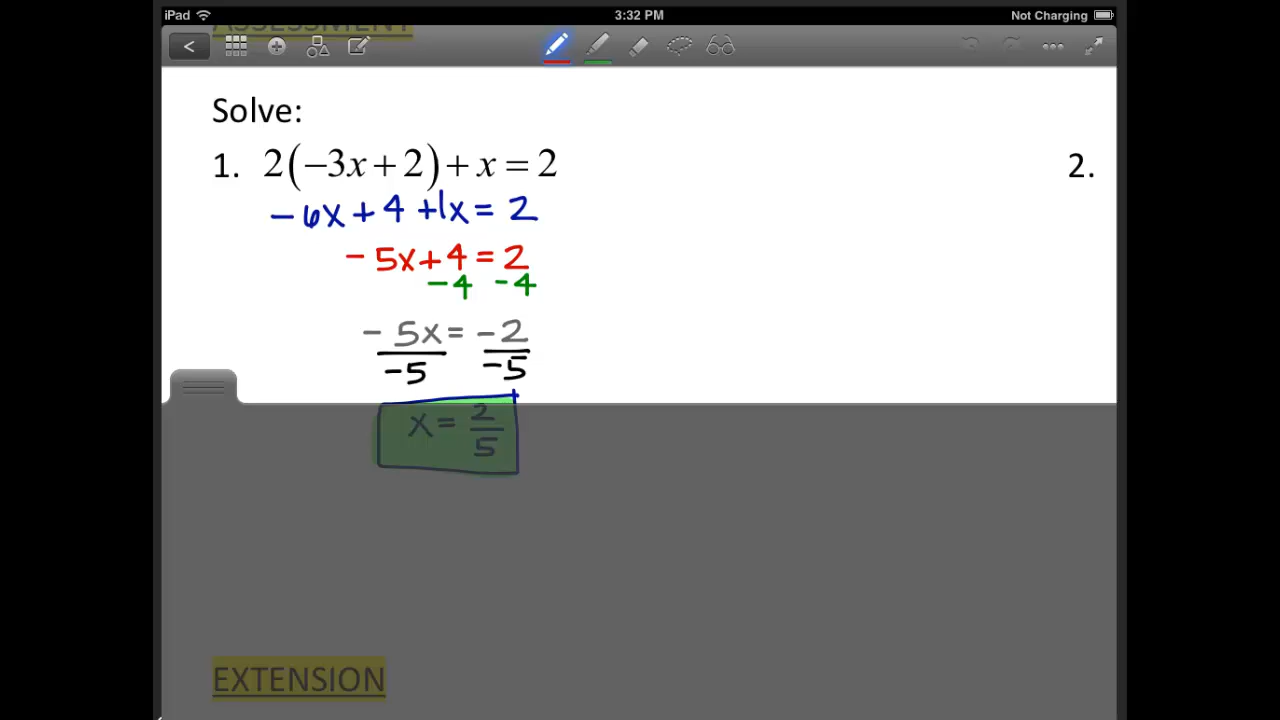 iPad 3:32 PM Not Charging
ASSESSMENT
Solve:
1. 2(−3x + 2) + x = 2 2.
− 6x + 4 + 1x = 2
− 5x + 4 = 2
− 4 − 4
− 5x = − 2
−5 −5
x = 2/5
EXTENSION